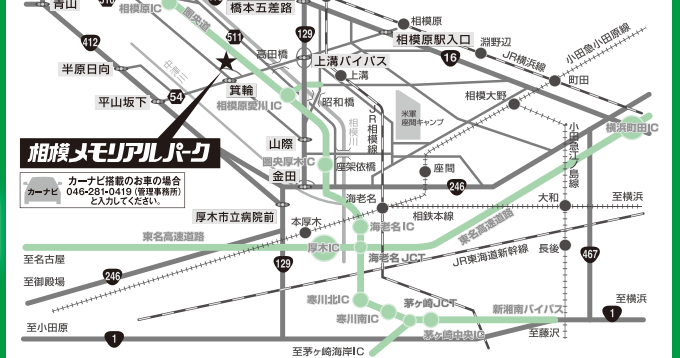 青山
相模原IC
圏央道
橋本五差路
129
相模原
相模原駅入口
淵野辺
小田急小田原線
412
511
高田橋
上溝バイパス
16
JR横浜線
半原日向
箕輪
上溝
町田
54
相模原愛川IC
昭和橋
相模大野
平山坂下
JR相模線
米軍
座間キャンプ
相模川
小田急江ノ島線
横浜町田IC
相模メモリアルパーク
山際
圏央厚木IC
座架依橋
座間
カーナビ
カーナビ搭載のお車の場合
046-281-0419（管理事務所）
と入力してください。
金田
246
海老名
大和
至横浜
厚木市立病院前
本厚木
相鉄本線
海老名IC
東名高速道路
東名高速道路
厚木IC
海老名JCT
長後
至名古屋
JR東海道新幹線
467
至御殿場
246
129
寒川北IC
茅ヶ崎JCT
新湘南バイパス
至横浜
寒川南IC
1
至小田原
1
茅ヶ崎中央IC
至藤沢
至茅ヶ崎海岸IC